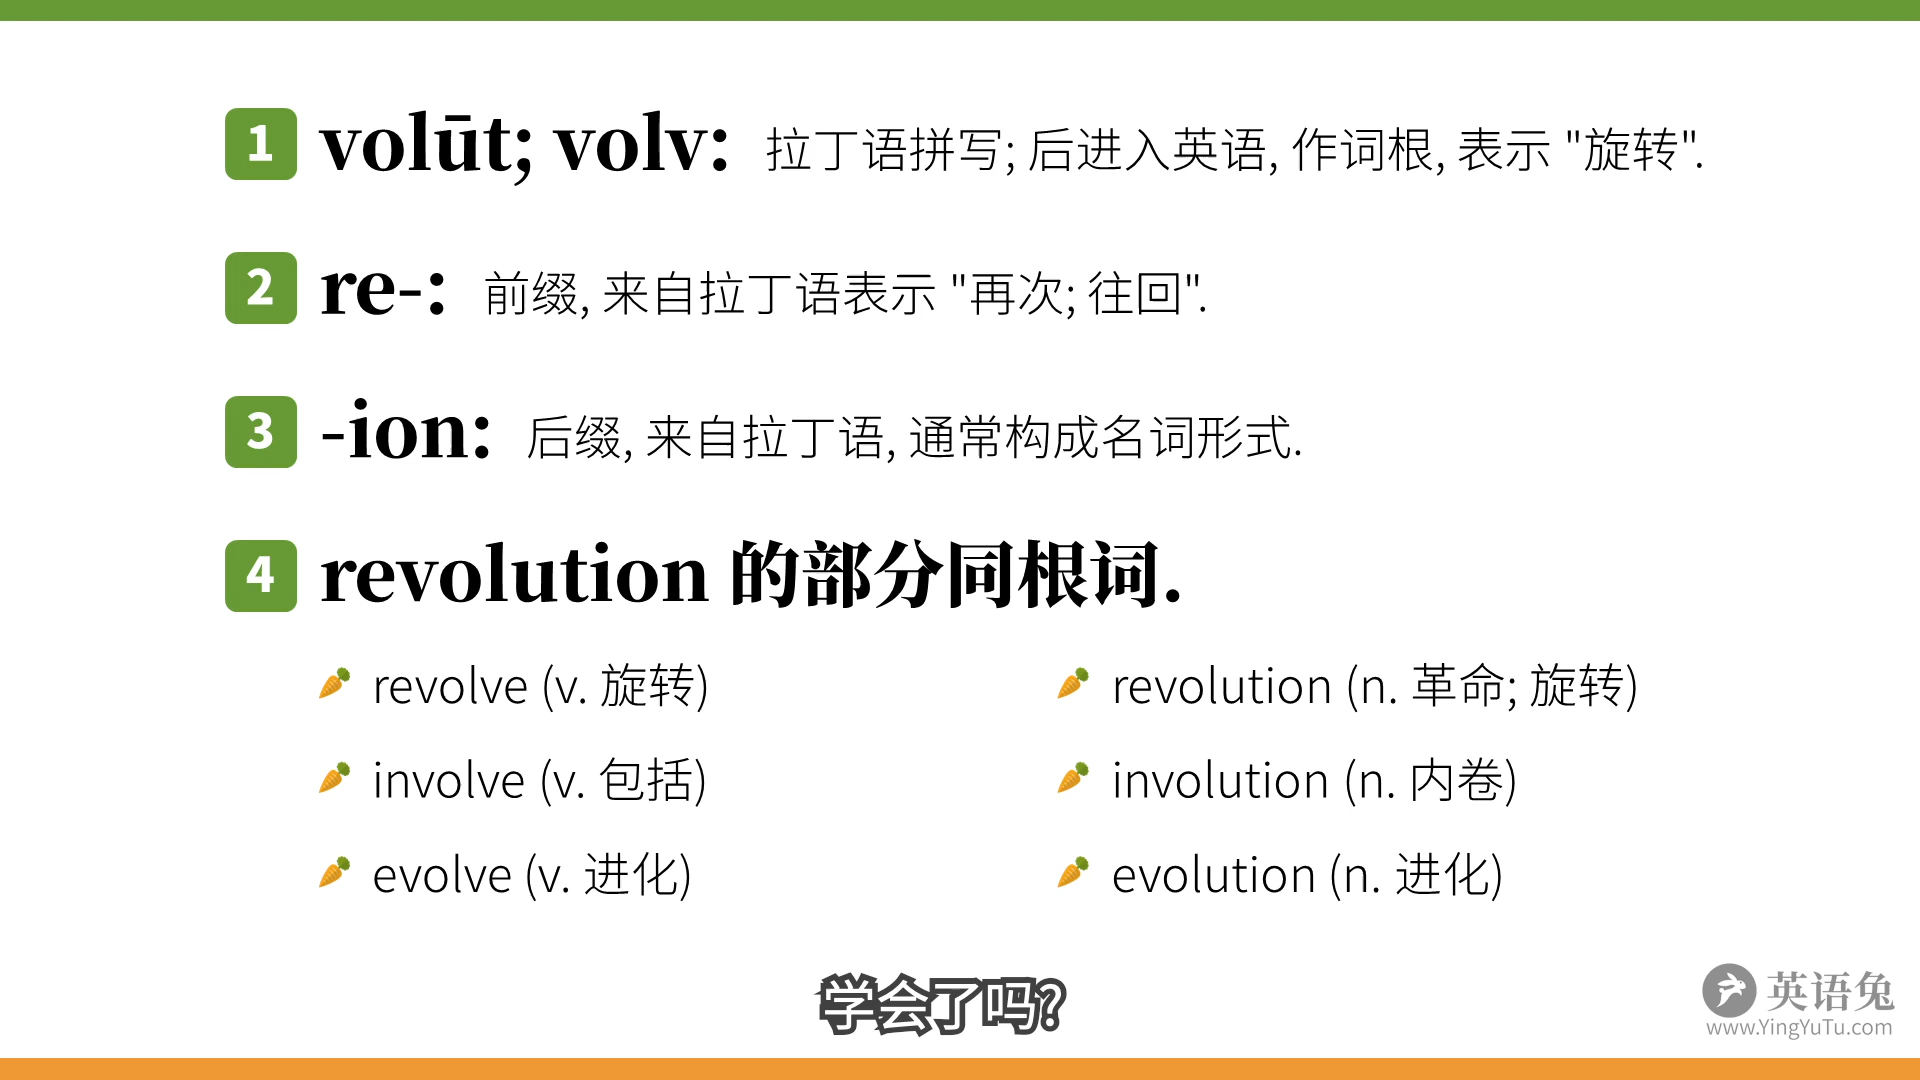 1 volūt; volv: 拉丁语拼写; 后进入英语, 作词根, 表示 "旋转".
2 re-: 前缀, 来自拉丁语表示 "再次; 往回".
3 -ion: 后缀, 来自拉丁语, 通常构成名词形式.
4 revolution 的部分同根词.
revolve (v. 旋转)
revolution (n. 革命; 旋转)
involve (v. 包括)
involution (n. 内卷)
evolve (v. 进化)
evolution (n. 进化)
学会了吗?
英语兔
www.YingYuTu.com